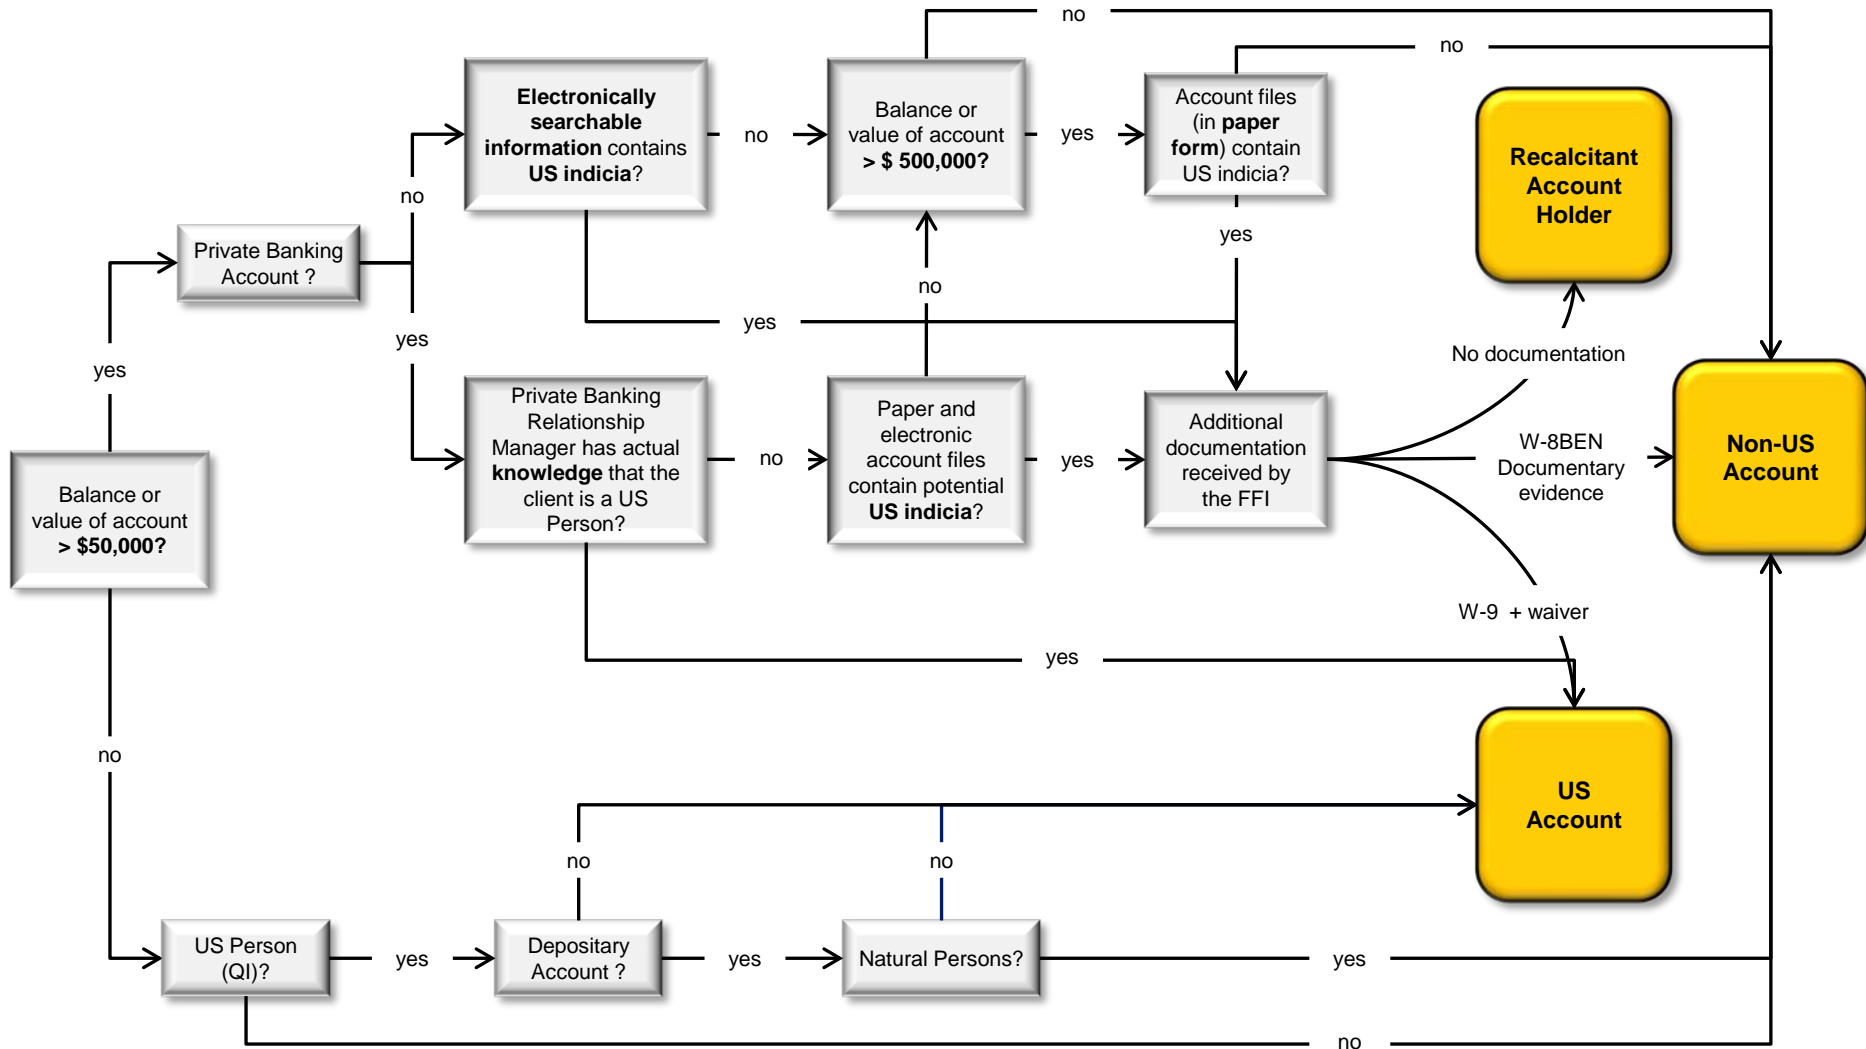 no
no
Electronically
searchable
information contains
US indicia?
no
Balance or
value of account
> $ 500,000?
yes
Account files
(in paper
form) contain
US indicia?
Recalcitrant
Account
Holder
no
Private Banking
Account ?
yes
no
yes
yes
yes
No documentation
Private Banking
Relationship
Manager has actual
knowledge that the
client is a US
Person?
no
Paper and
electronic
account files
contain potential
US indicia?
yes
Additional
documentation
received by
the FFI
W-8BEN
Documentary
evidence
Non-US
Account
Balance or
value of account
> $50,000?
W-9 + waiver
yes
no
US
Account
no
no
US Person
(QI)?
yes
Depositary
Account ?
yes
Natural Persons?
yes
no